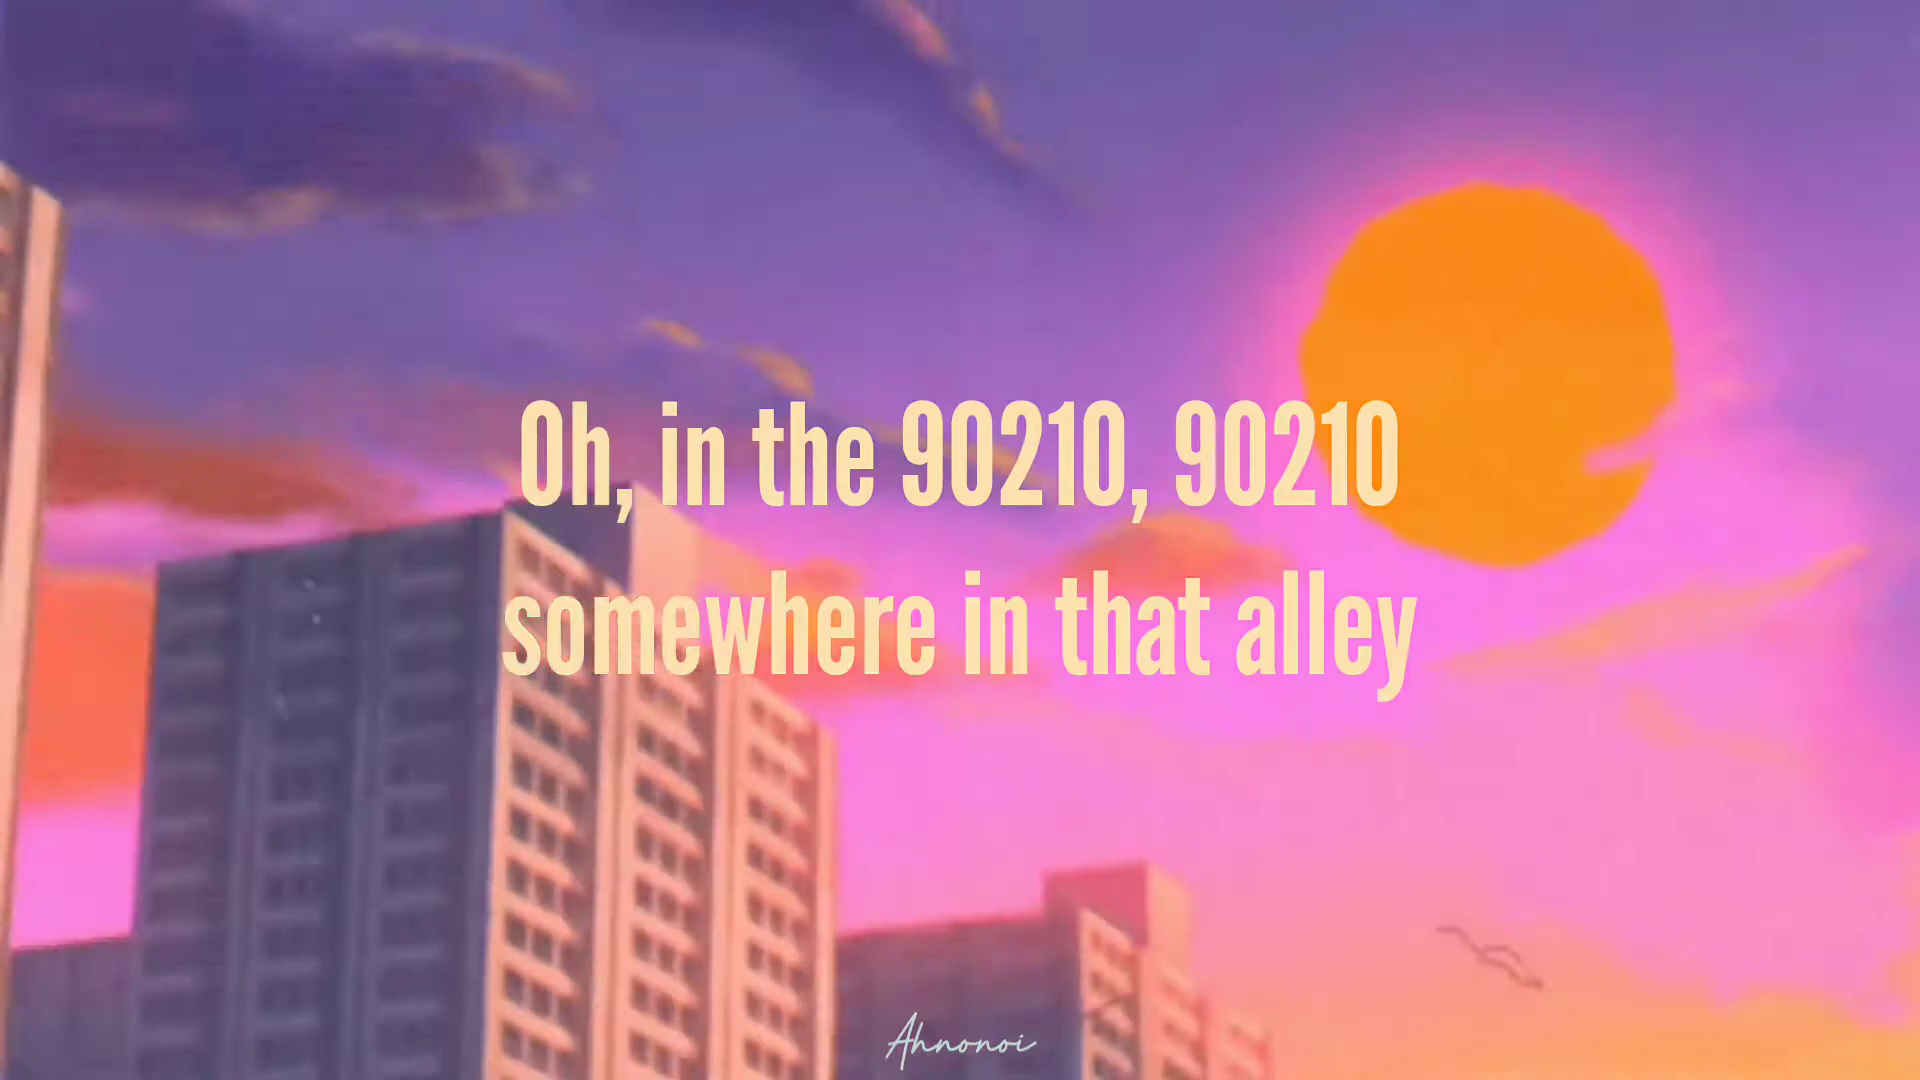 Oh, in the 90210, 90210
somewhere in that alley
Ahnonoi